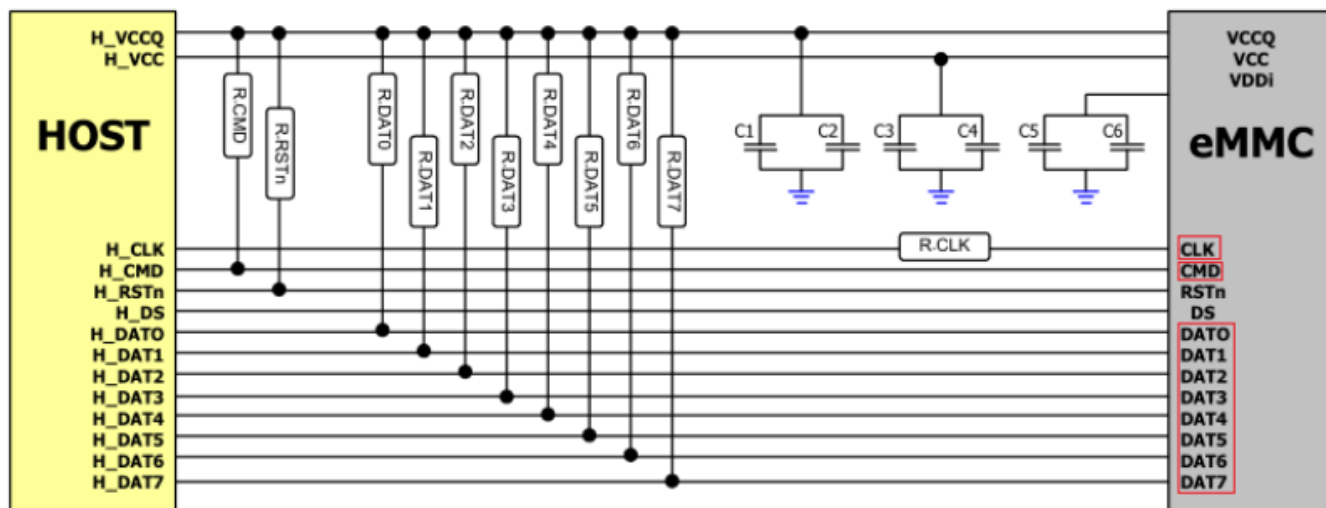 H_VCCQ
H_VCC
HOST
H_CLK
H_CMD
H_RSTn
H_DS
H_DAT0
H_DAT1
H_DAT2
H_DAT3
H_DAT4
H_DAT5
H_DAT6
H_DAT7
R.CMD
R.RSTn
R.DAT0
R.DAT1
R.DAT2
R.DAT3
R.DAT4
R.DAT5
R.DAT6
R.DAT7
C1
C2
C3
C4
C5
C6
R.CLK
VCCQ
VCC
VDDi
eMMC
CLK
CMD
RSTn
DS
DAT0
DAT1
DAT2
DAT3
DAT4
DAT5
DAT6
DAT7